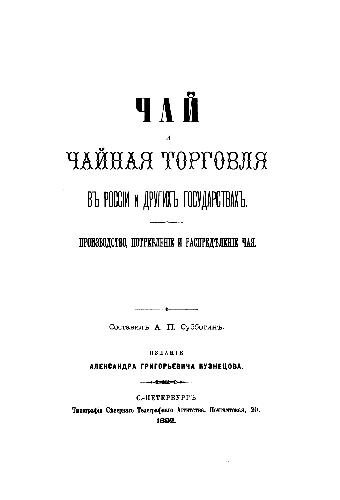 ЧАЙ
И
ЧАЙНАЯ ТОРГОВЛЯ
ВЪ РОССІИ И ДРУГИХЪ ГОСУДАРСТВАХЪ.
ПРОИЗВОДСТВО, ПОТРЕБЛЕНІЕ И РАСПРЕДѢЛЕНІЕ ЧАЯ.
Составилъ А. П. Субботинъ.
ИЗДАНІЕ
АЛЕКСАНДРА ГРИГОРЬЕВИЧА КУЗНЕЦОВА.
С.-ПЕТЕРБУРГЪ
Типографія Сѣвернаго Телеграфнаго Агентства. Почтамтская, 20.
1892.